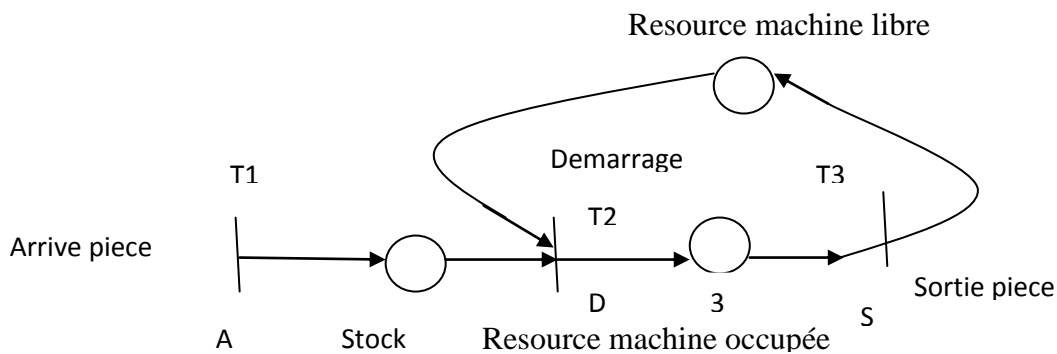 Resource machine libre
Demarrage
T1
T3
T2
Arrive piece
Sortie piece
D
3
S
A
Stock
Resource machine occupée